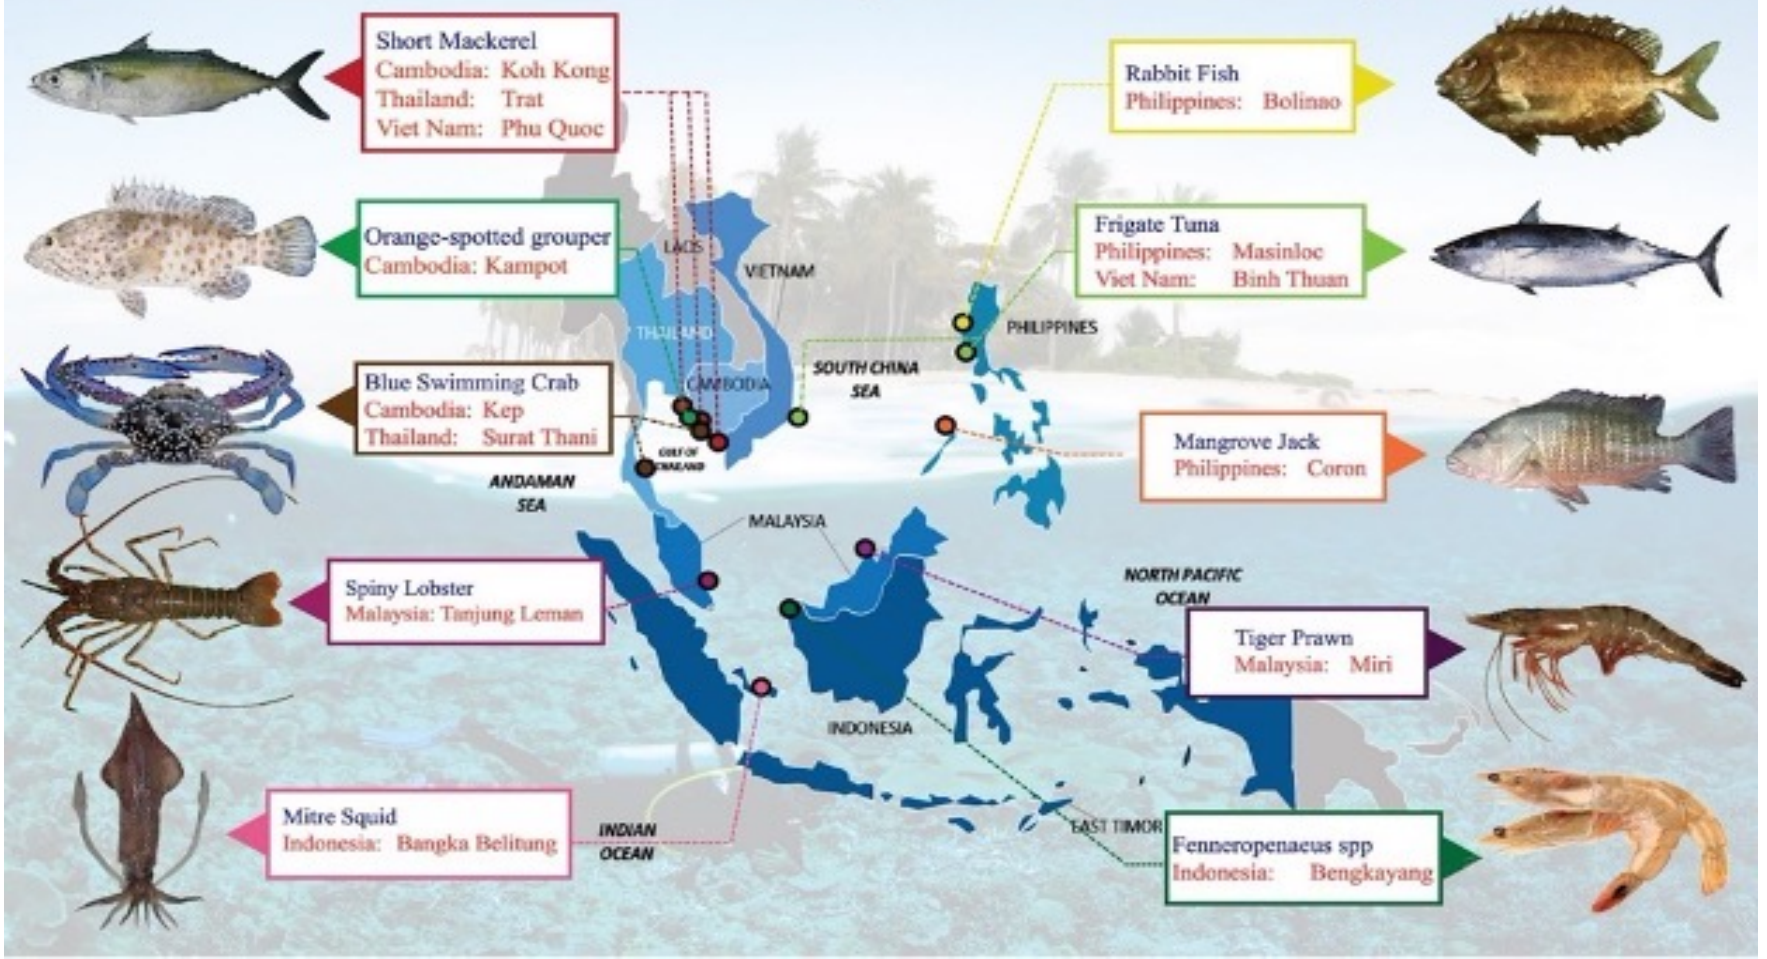 Short Mackerel
Cambodia: Koh Kong
Thailand: Trat
Viet Nam: Phu Quoc
Rabbit Fish
Philippines: Bolinao
Orange-spotted grouper
Cambodia: Kampot
Frigate Tuna
Philippines: Masinloc
Viet Nam: Binh Thuan
LAOS
VIETNAM
THAILAND
PHILIPPINES
SOUTH CHINA
SEA
CAMBODIA
Blue Swimming Crab
Cambodia: Kep
Thailand: Surat Thani
GULF OF
THAILAND
ANDAMAN
SEA
Mangrove Jack
Philippines: Coron
MALAYSIA
Spiny Lobster
Malaysia: Tanjung Leman
NORTH PACIFIC
OCEAN
Tiger Prawn
Malaysia: Miri
INDONESIA
Mitre Squid
Indonesia: Bangka Belitung
INDIAN
OCEAN
EAST TIMOR
Fenneropenaeus spp
Indonesia: Bengkayang